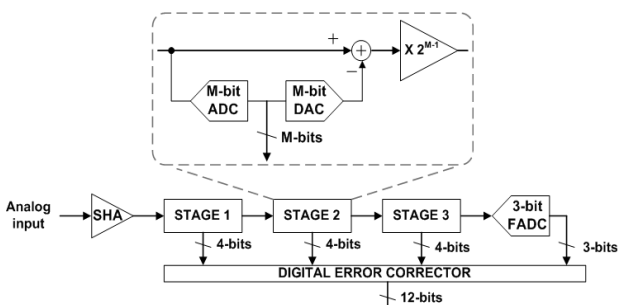 +
−
X 2^M-1
M-bit
ADC
M-bit
DAC
M-bits
Analog
input
SHA
STAGE 1
STAGE 2
STAGE 3
3-bit
FADC
4-bits
4-bits
4-bits
3-bits
DIGITAL ERROR CORRECTOR
12-bits